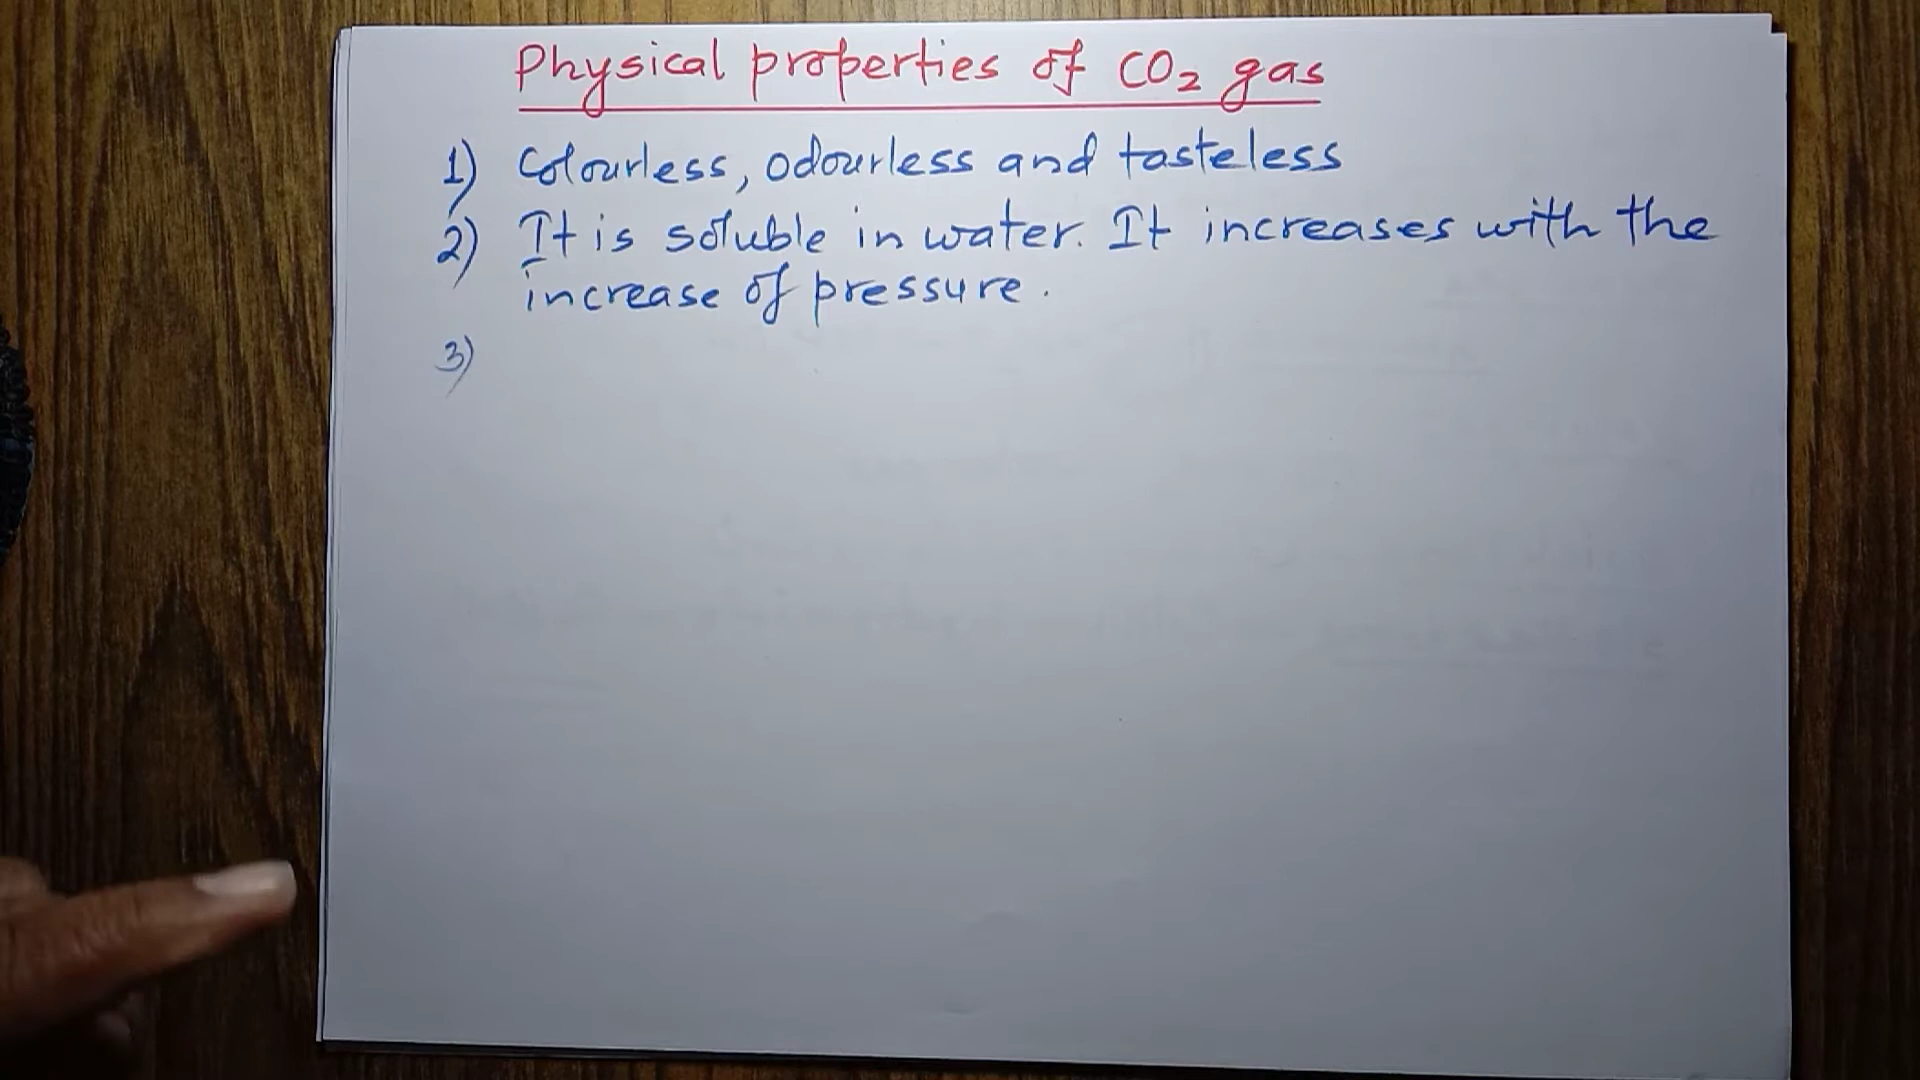 Physical properties of CO₂ gas
1) Colourless, odourless and tasteless
2) It is soluble in water. It increases with the
increase of pressure.
3)